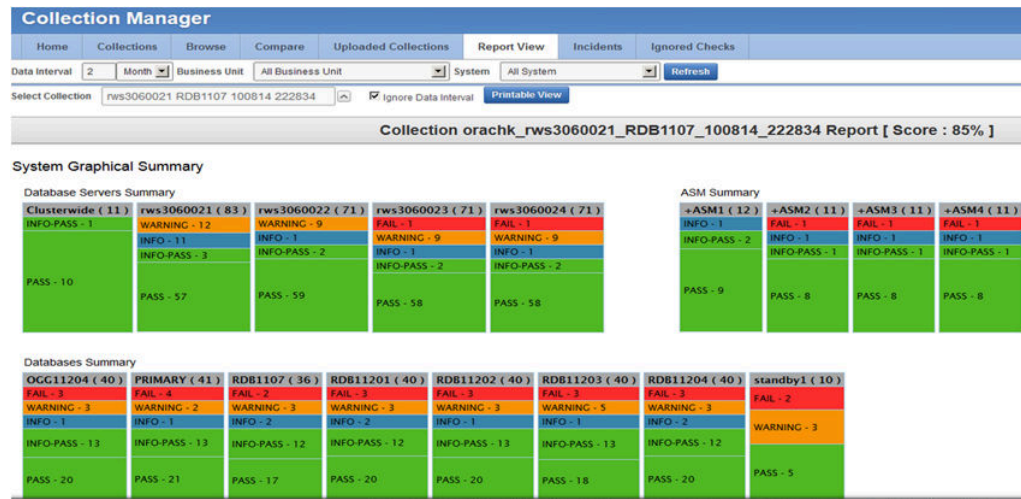 Collection Manager
Home Collections Browse Compare Uploaded Collections Report View Incidents Ignored Checks
Data Interval 2 Month Business Unit All Business Unit System All System Refresh
Select Collection rws3060021 RDB1107 100814 222834 Ignore Data Interval Printable View
Collection orachk_rws3060021_RDB1107_100814_222834 Report [ Score : 85% ]
System Graphical Summary
Database Servers Summary
Clusterwide ( 11 ) rws3060021 ( 83 ) rws3060022 ( 71 ) rws3060023 ( 71 ) rws3060024 ( 71 )
INFO-PASS - 1 WARNING - 12 WARNING - 9 FAIL - 1 FAIL - 1
INFO - 11 INFO - 1 WARNING - 9 WARNING - 9
INFO-PASS - 3 INFO-PASS - 2 INFO - 1 INFO - 1
INFO-PASS - 2 INFO-PASS - 2
PASS - 10 PASS - 57 PASS - 59 PASS - 58 PASS - 58
ASM Summary
+ASM1 ( 12 ) +ASM2 ( 11 ) +ASM3 ( 11 ) +ASM4 ( 11 )
INFO - 1 FAIL - 1 FAIL - 1 FAIL - 1
INFO-PASS - 2 INFO - 1 INFO - 1 INFO - 1
INFO-PASS - 1 INFO-PASS - 1 INFO-PASS - 1
PASS - 9 PASS - 8 PASS - 8 PASS - 8
Databases Summary
OGG11204 ( 40 ) PRIMARY ( 41 ) RDB1107 ( 36 ) RDB11201 ( 40 ) RDB11202 ( 40 ) RDB11203 ( 40 ) RDB11204 ( 40 ) standby1 ( 10 )
FAIL - 3 FAIL - 4 FAIL - 2 FAIL - 3 FAIL - 3 FAIL - 3 FAIL - 3 FAIL - 2
WARNING - 3 WARNING - 2 WARNING - 3 WARNING - 3 WARNING - 3 WARNING - 5 WARNING - 3 WARNING - 3
INFO - 1 INFO - 1 INFO - 2 INFO - 2 INFO - 1 INFO - 1 INFO - 2
INFO-PASS - 13 INFO-PASS - 13 INFO-PASS - 12 INFO-PASS - 12 INFO-PASS - 13 INFO-PASS - 13 INFO-PASS - 12
PASS - 20 PASS - 21 PASS - 17 PASS - 20 PASS - 20 PASS - 18 PASS - 20 PASS - 5